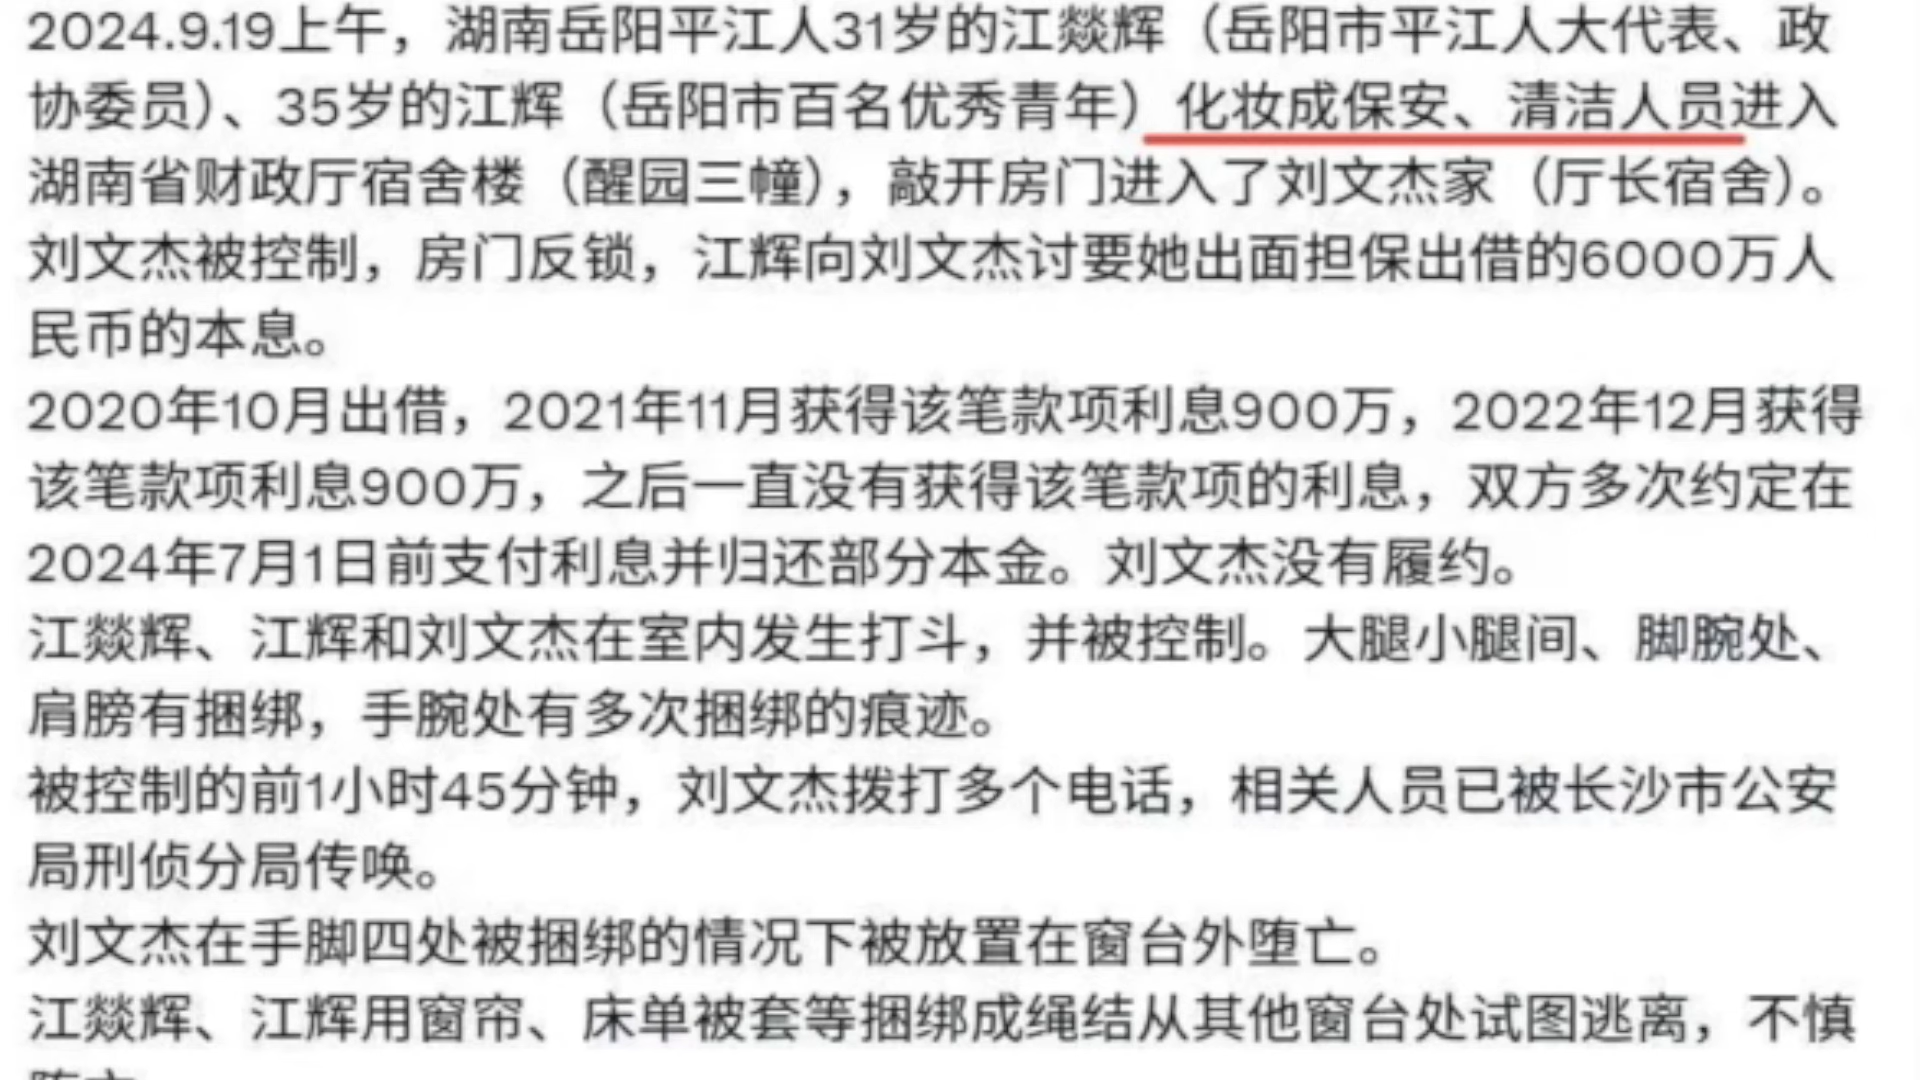 2024.9.19上午，湖南岳阳平江人31岁的江燚辉（岳阳市平江人大代表、政
协委员）、35岁的江辉（岳阳市百名优秀青年）化妆成保安、清洁人员进入
湖南省财政厅宿舍楼（醒园三幢），敲开房门进入了刘文杰家（厅长宿舍）。
刘文杰被控制，房门反锁，江辉向刘文杰讨要她出面担保出借的6000万人
民币的本息。
2020年10月出借，2021年11月获得该笔款项利息900万，2022年12月获得
该笔款项利息900万，之后一直没有获得该笔款项的利息，双方多次约定在
2024年7月1日前支付利息并归还部分本金。刘文杰没有履约。
江燚辉、江辉和刘文杰在室内发生打斗，并被控制。大腿小腿间、脚腕处、
肩膀有捆绑，手腕处有多次捆绑的痕迹。
被控制的前1小时45分钟，刘文杰拨打多个电话，相关人员已被长沙市公安
局刑侦分局传唤。
刘文杰在手脚四处被捆绑的情况下被放置在窗台外堕亡。
江燚辉、江辉用窗帘、床单被套等捆绑成绳结从其他窗台处试图逃离，不慎